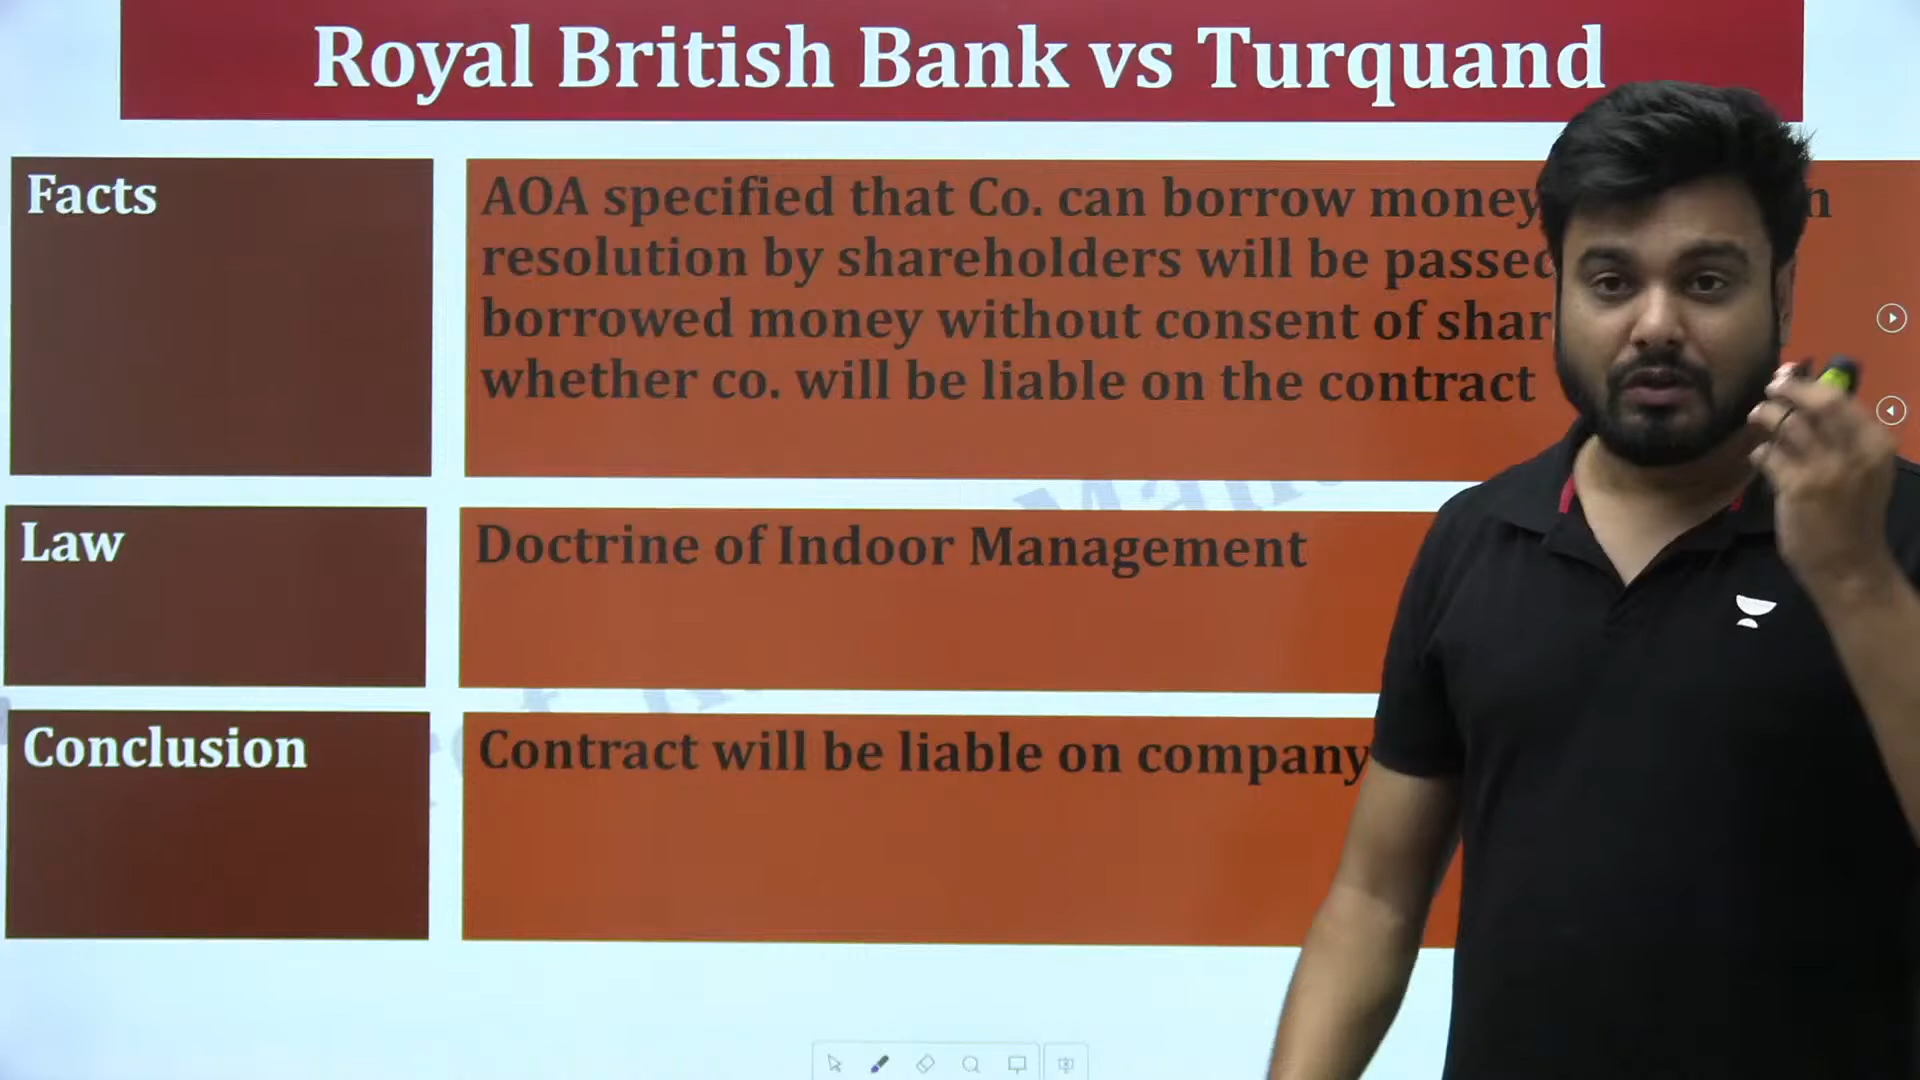 Royal British Bank vs Turquand
Facts
AOA specified that Co. can borrow money
resolution by shareholders will be passed
borrowed money without consent of
whether co. will be liable on the contract
Law
Doctrine of Indoor Management
Conclusion
Contract will be liable on company